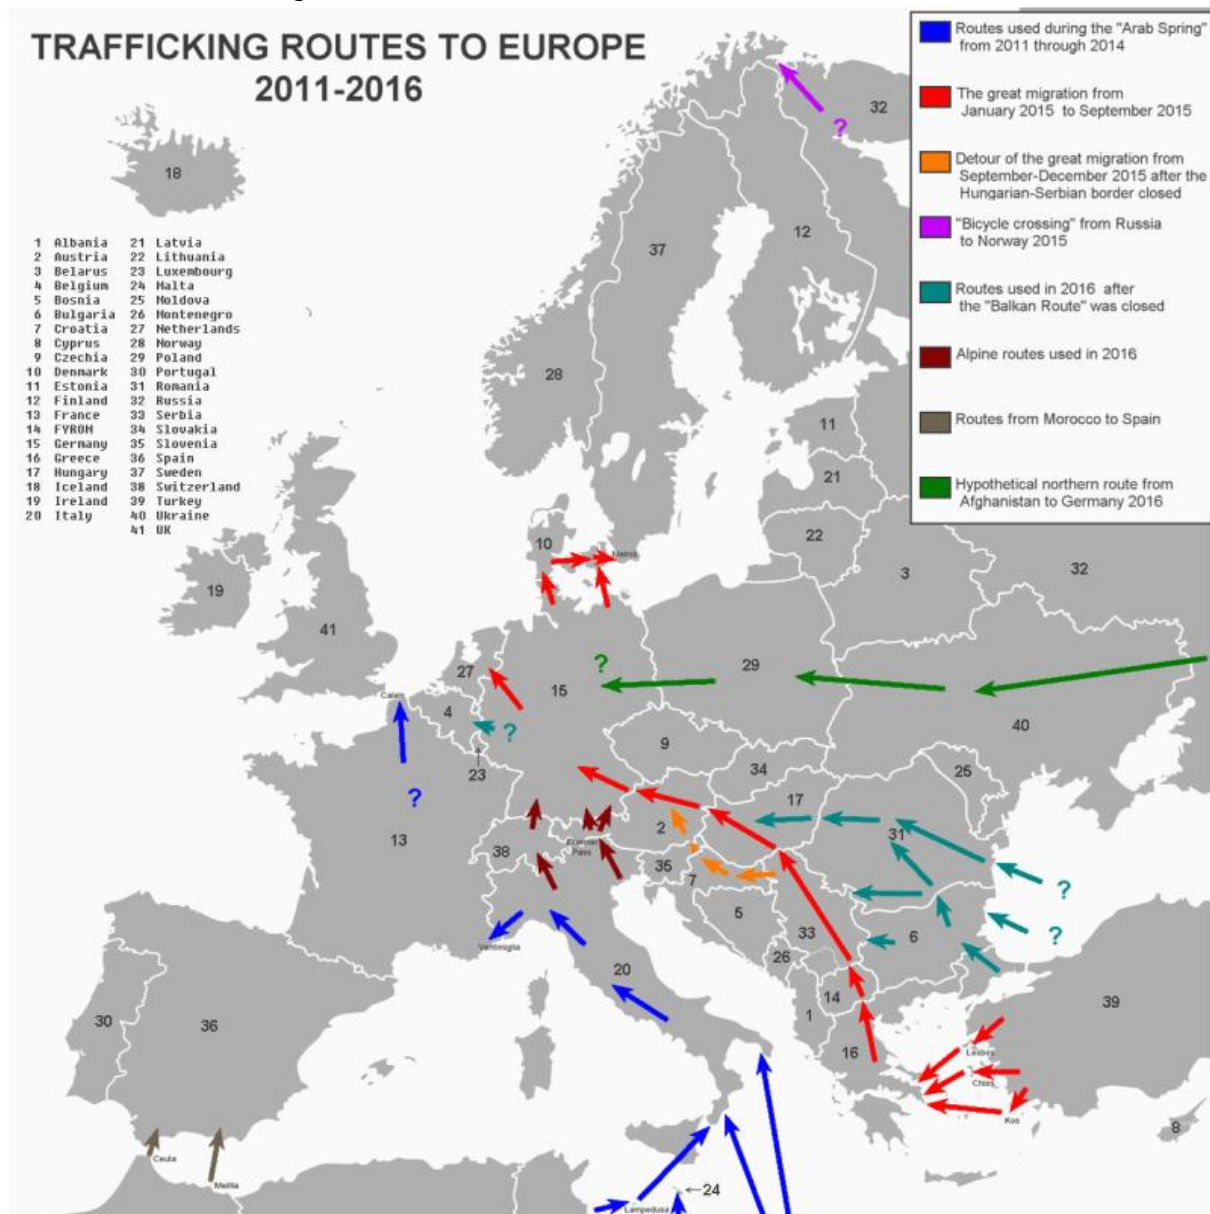 TRAFFICKING ROUTES TO EUROPE
2011-2016
Routes used during the "Arab Spring"
from 2011 through 2014
The great migration from
January 2015 to September 2015
Detour of the great migration from
September-December 2015 after the
Hungarian-Serbian border closed
"Bicycle crossing" from Russia
to Norway 2015
Routes used in 2016 after
the "Balkan Route" was closed
Alpine routes used in 2016
Routes from Morocco to Spain
Hypothetical northern route from
Afghanistan to Germany 2016
1 Albania 21 Latvia
2 Austria 22 Lithuania
3 Belarus 23 Luxembourg
4 Belgium 24 Malta
5 Bosnia 25 Moldova
6 Bulgaria 26 Montenegro
7 Croatia 27 Netherlands
8 Cyprus 28 Norway
9 Czechia 29 Poland
10 Denmark 30 Portugal
11 Estonia 31 Romania
12 Finland 32 Russia
13 France 33 Serbia
14 FYROM 34 Slovakia
15 Germany 35 Slovenia
16 Greece 36 Spain
17 Hungary 37 Sweden
18 Iceland 38 Switzerland
19 Ireland 39 Turkey
20 Italy 40 Ukraine
41 UK
?
32
18
37
12
28
11
21
10
22
3
32
19
41
27
?
29
15
Calais
4
?
9
40
23
34
25
?
17
13
2
31
38
Brenner
Pass
35
7
?
5
33
6
?
Ventimiglia
26
20
14
39
30
36
1
16
Lesbos
Chios
Kos
8
Ceuta
Melilla
24
Lampedusa